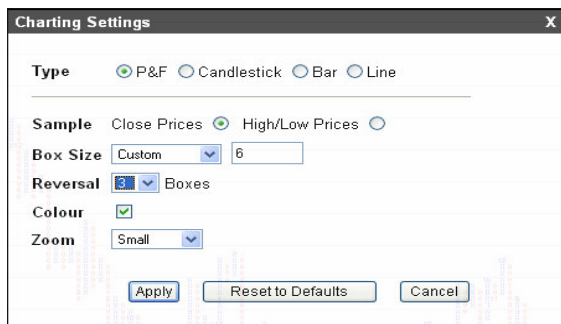 Charting Settings X
Type P&F Candlestick Bar Line
Sample Close Prices High/Low Prices
Box Size Custom 6
Reversal 3 Boxes
Colour
Zoom Small
Apply Reset to Defaults Cancel